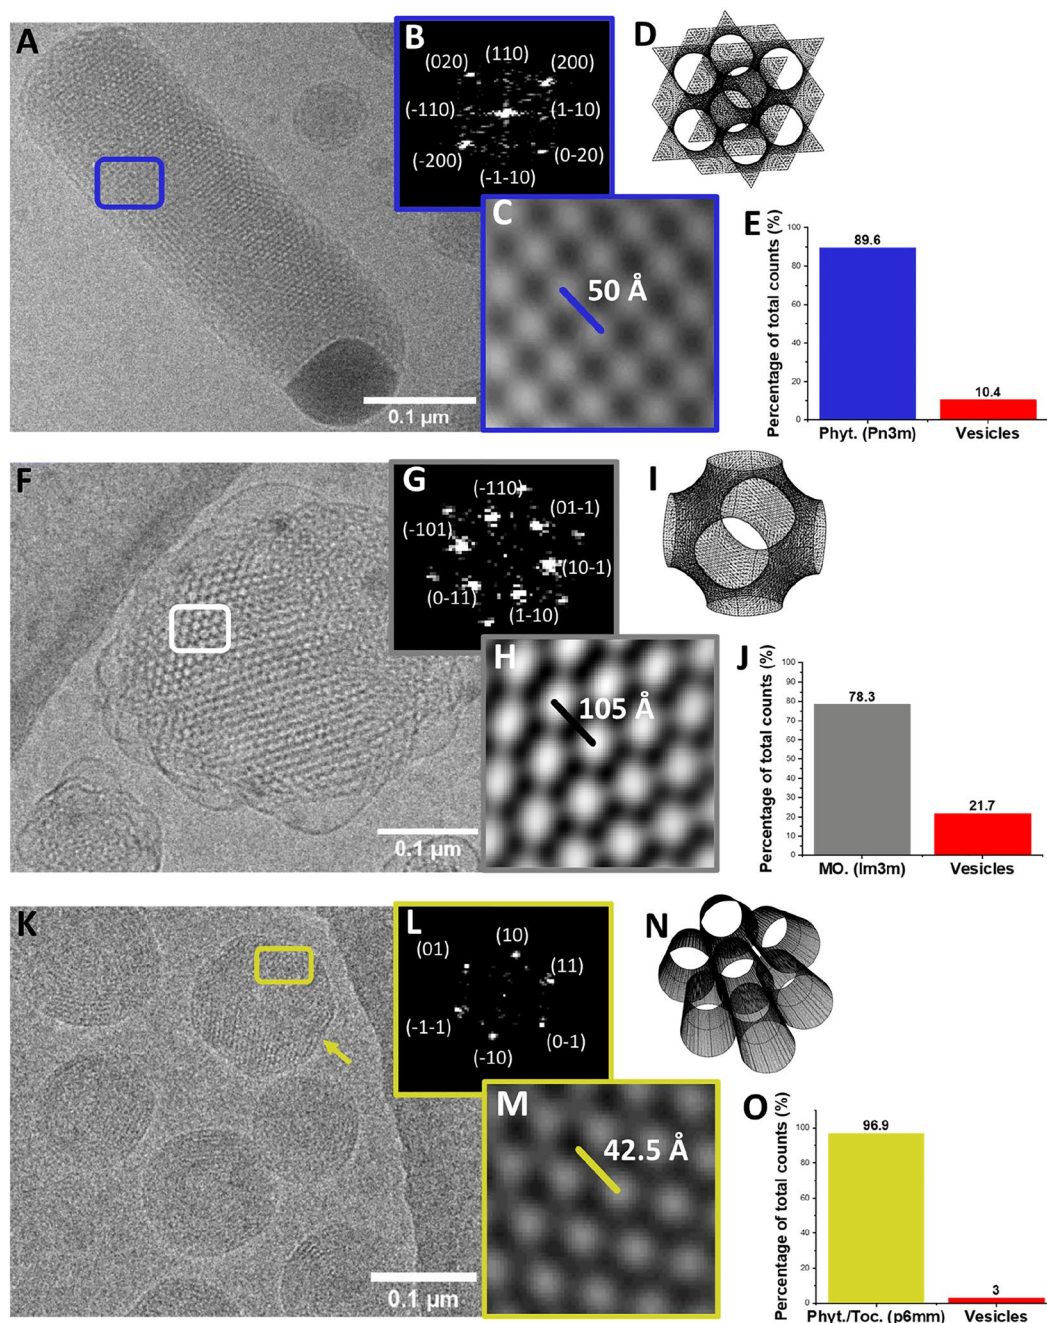 A
0.1 µm
B
(020)
(110)
(200)
(-110)
(1-10)
(-200)
(0-20)
(-1-10)
C
50 Å
D
E
Percentage of total counts (%)
100
80
60
40
20
0
89.6
10.4
Phyt. (Pn3m)
Vesicles
F
0.1 µm
G
(-110)
(01-1)
(-101)
(10-1)
(0-11)
(1-10)
H
105 Å
I
J
Percentage of total counts (%)
100
90
80
70
60
50
40
30
20
10
0
78.3
21.7
MO. (Im3m)
Vesicles
K
0.1 µm
L
(01)
(10)
(11)
(-1-1)
(0-1)
(-10)
M
42.5 Å
N
O
Percentage of total counts (%)
100
80
60
40
20
0
96.9
3
Phyt./Toc. (p6mm)
Vesicles